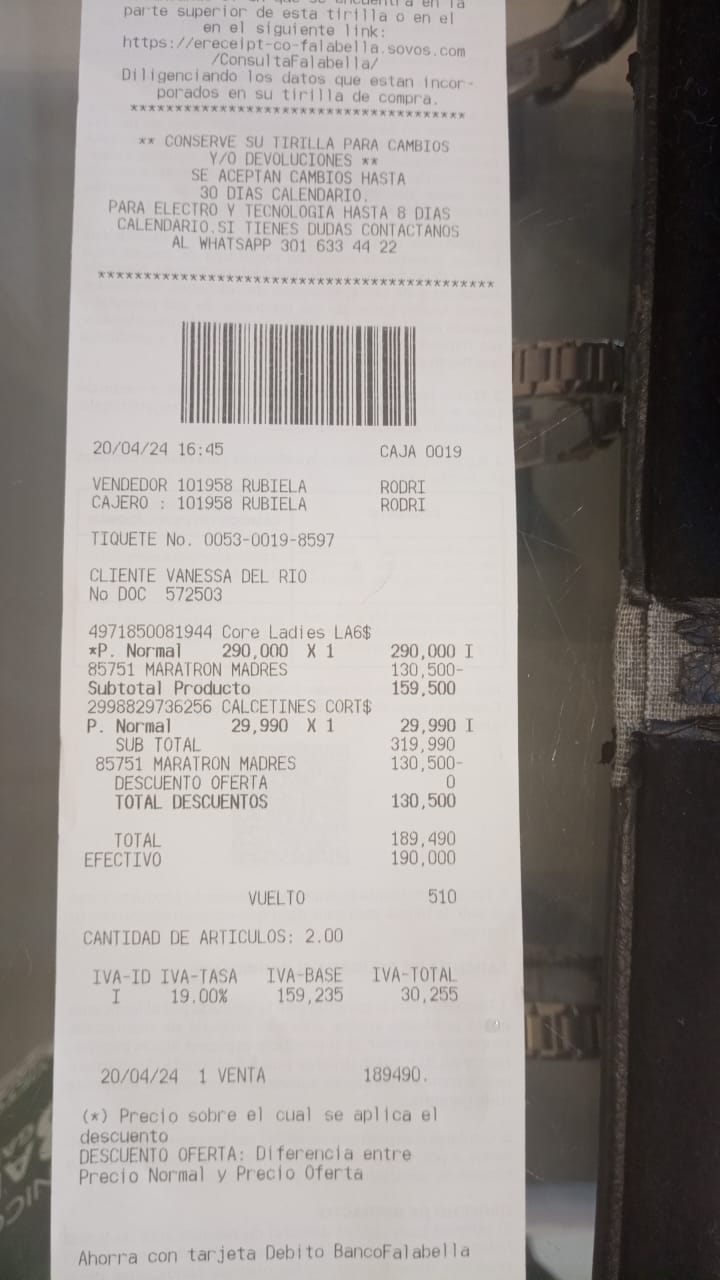 parte superior de esta tirilla o en el
en el siguiente link:
https://ereceipt-co-falabella.sovos.com
/ConsultaFalabella/
Diligenciando los datos que estan incor-
porados en su tirilla de compra.
*****************************************
** CONSERVE SU TIRILLA PARA CAMBIOS
Y/O DEVOLUCIONES **
SE ACEPTAN CAMBIOS HASTA
30 DIAS CALENDARIO.
PARA ELECTRO Y TECNOLOGIA HASTA 8 DIAS
CALENDARIO.SI TIENES DUDAS CONTACTANOS
AL WHATSAPP 301 633 44 22
*********************************************
20/04/24 16:45 CAJA 0019
VENDEDOR 101958 RUBIELA RODRI
CAJERO : 101958 RUBIELA RODRI
TIQUETE No. 0053-0019-8597
CLIENTE VANESSA DEL RIO
No DOC 572503
4971850081944 Core Ladies LA6$
*P. Normal 290,000 X 1 290,000 I
85751 MARATRON MADRES 130,500-
Subtotal Producto 159,500
2998829736256 CALCETINES CORT$
P. Normal 29,990 X 1 29,990 I
SUB TOTAL 319,990
85751 MARATRON MADRES 130,500-
DESCUENTO OFERTA 0
TOTAL DESCUENTOS 130,500
TOTAL 189,490
EFECTIVO 190,000
VUELTO 510
CANTIDAD DE ARTICULOS: 2.00
IVA-ID IVA-TASA IVA-BASE IVA-TOTAL
I 19.00% 159,235 30,255
20/04/24 1 VENTA 189490.
(*) Precio sobre el cual se aplica el
descuento
DESCUENTO OFERTA: Diferencia entre
Precio Normal y Precio Oferta
Ahorra con tarjeta Debito BancoFalabella